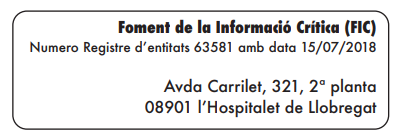 Foment de la Informació Crítica (FIC)
Numero Registre d'entitats 63581 amb data 15/07/2018
Avda Carrilet, 321, 2ª planta
08901 l'Hospitalet de Llobregat